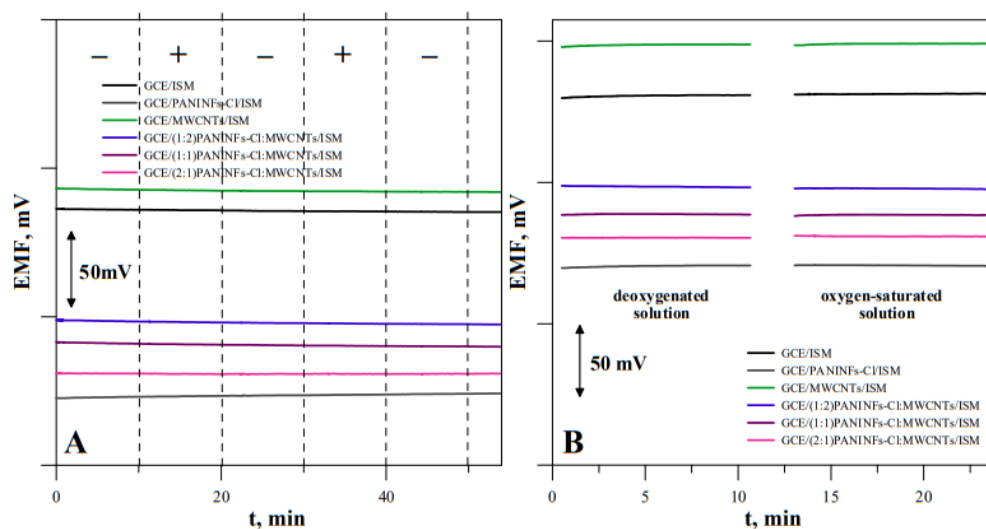 − + − + −
GCE/ISM
GCE/PANINFs-Cl/ISM
GCE/MWCNTs/ISM
GCE/(1:2)PANINFs-Cl:MWCNTs/ISM
GCE/(1:1)PANINFs-Cl:MWCNTs/ISM
GCE/(2:1)PANINFs-Cl:MWCNTs/ISM
EMF, mV
50mV
A
0 20 40
t, min
EMF, mV
deoxygenated
solution
oxygen-saturated
solution
50 mV
GCE/ISM
GCE/PANINFs-Cl/ISM
GCE/MWCNTs/ISM
GCE/(1:2)PANINFs-Cl:MWCNTs/ISM
GCE/(1:1)PANINFs-Cl:MWCNTs/ISM
GCE/(2:1)PANINFs-Cl:MWCNTs/ISM
B
0 5 10 15 20
t, min